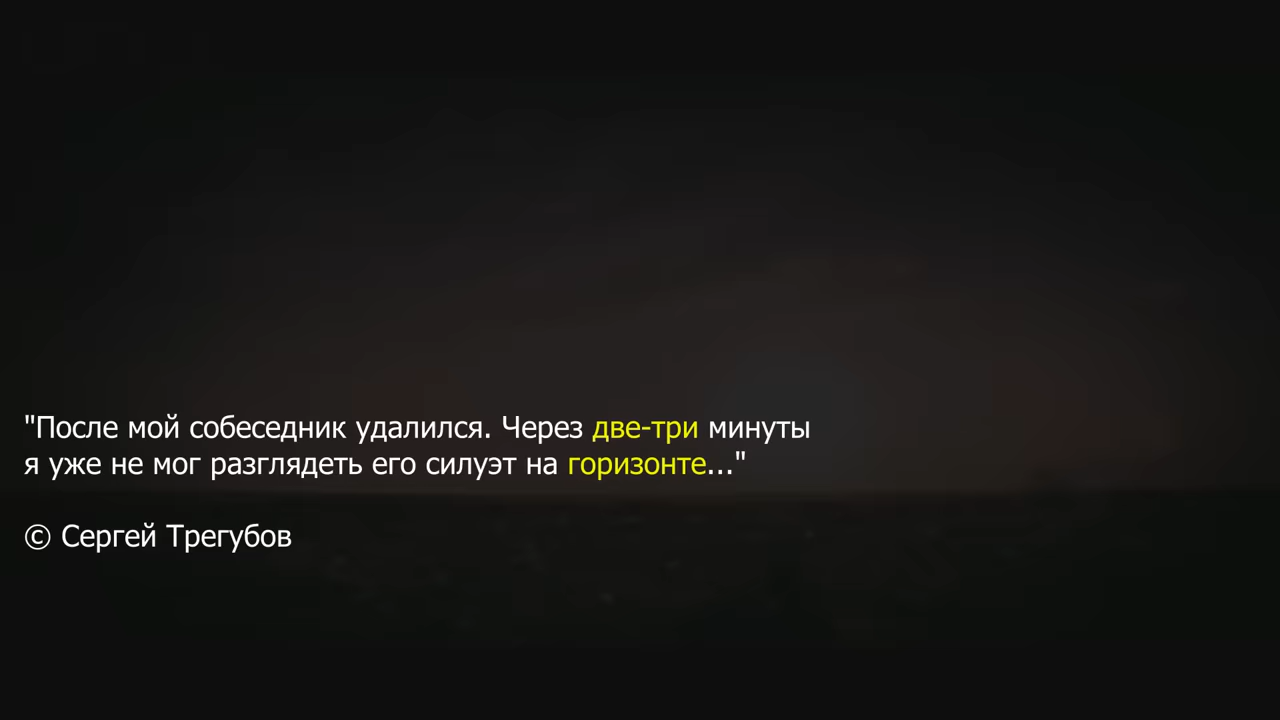 "После мой собеседник удалился. Через две-три минуты
я уже не мог разглядеть его силуэт на горизонте..."
© Сергей Трегубов